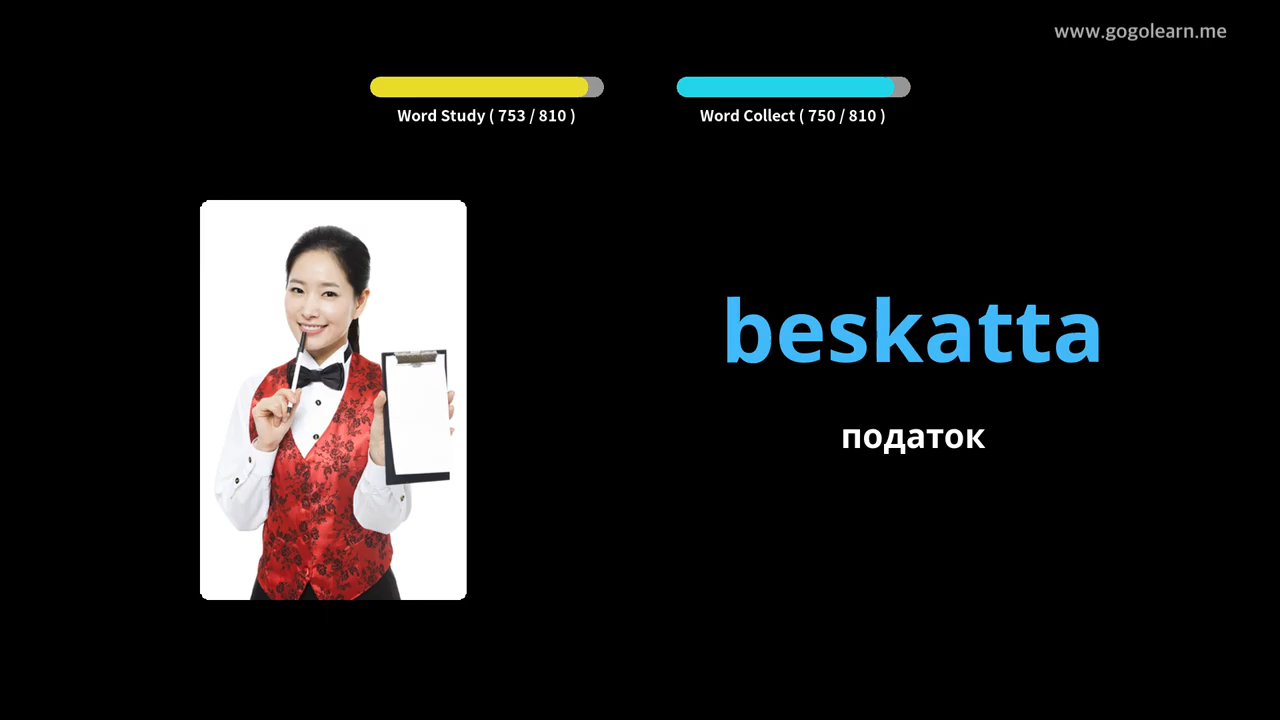 www.gogolearn.me
Word Study ( 753 / 810 )
Word Collect ( 750 / 810 )
beskatta
податок